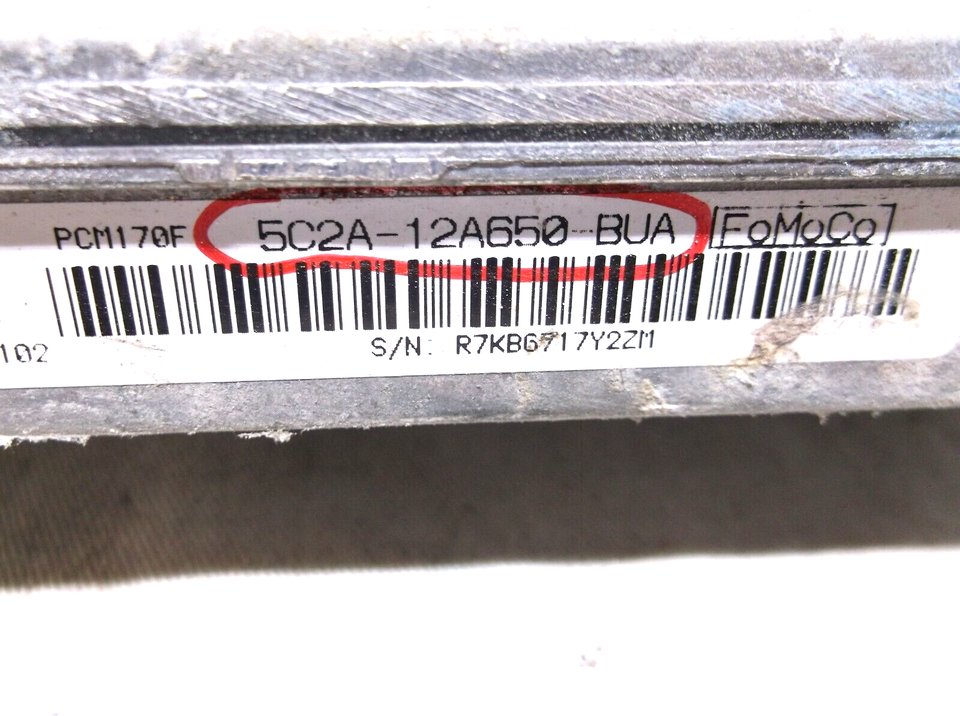 PCM170F 5C2A-12A650-BUA FoMoCo
102 S/N: R7KB6717Y2ZM